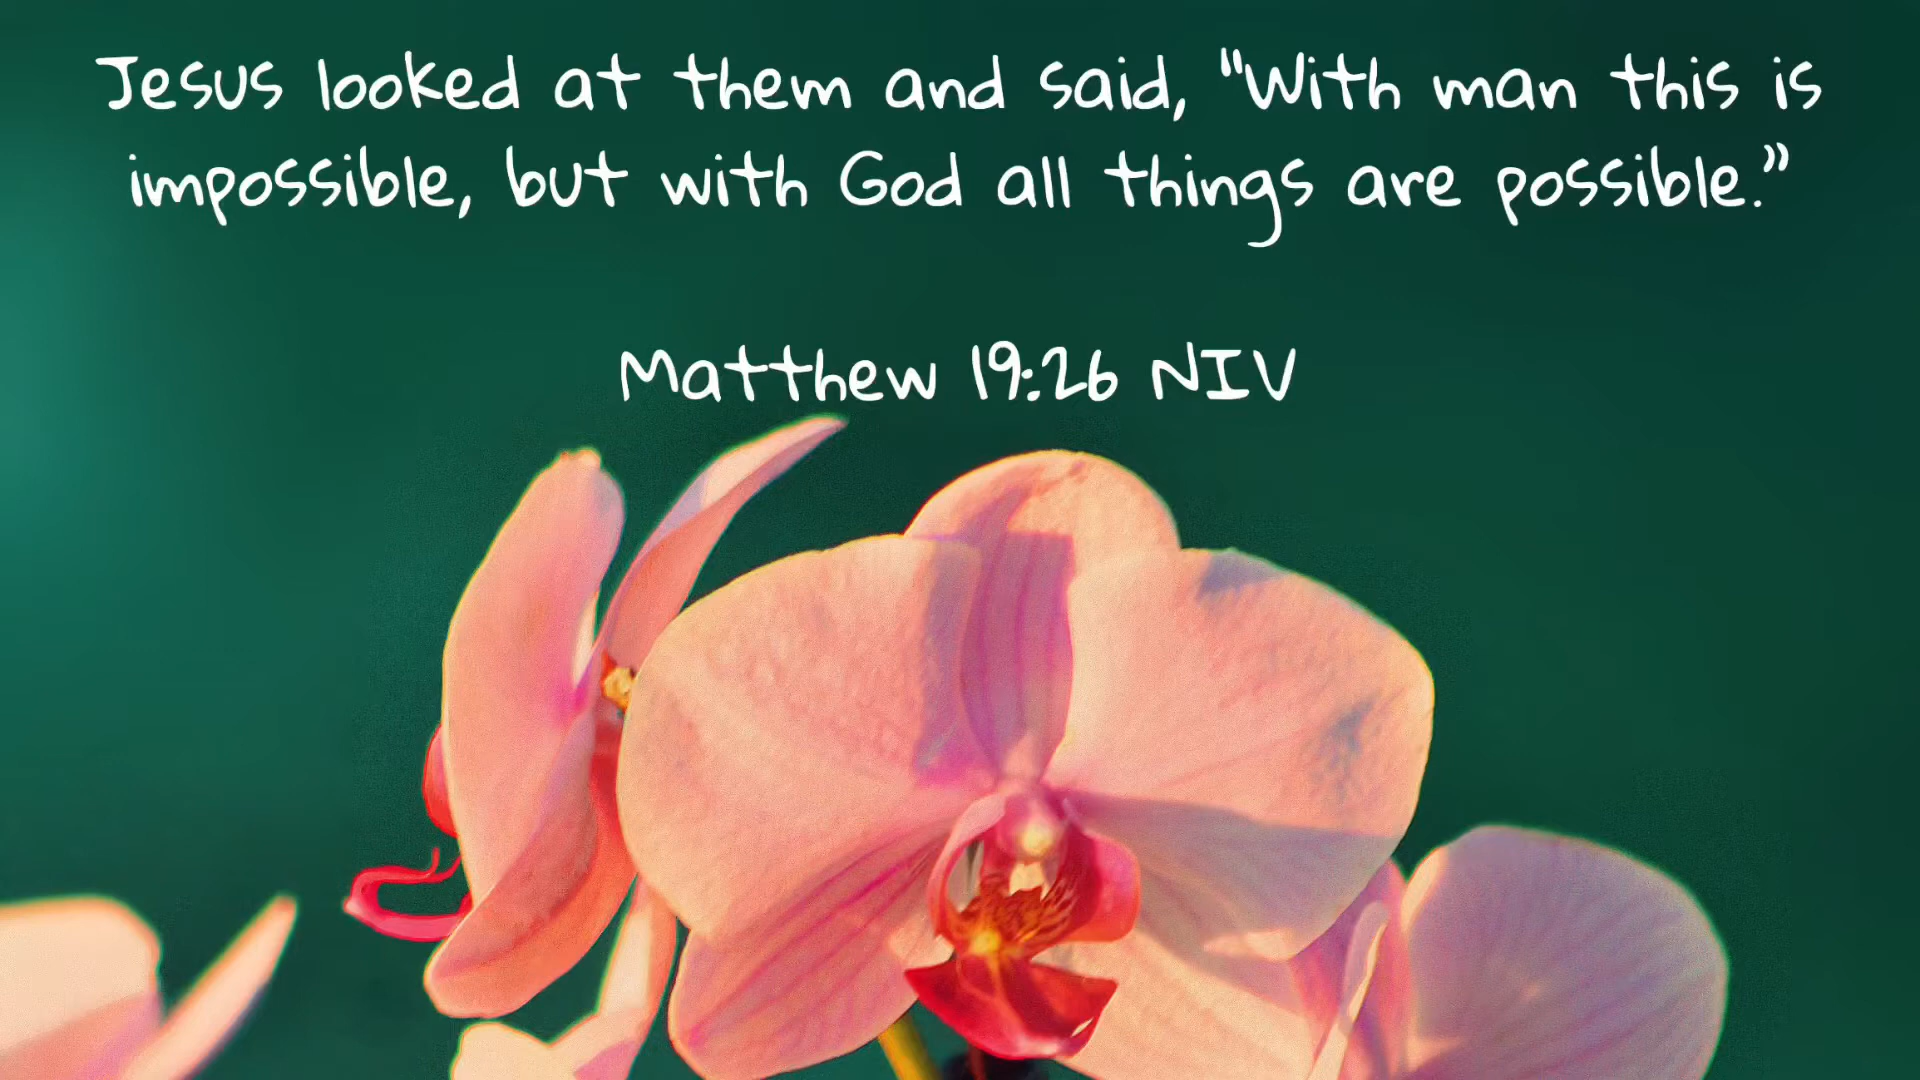 Jesus looked at them and said, "With man this is
impossible, but with God all things are possible.”
Matthew 19:26 NIV